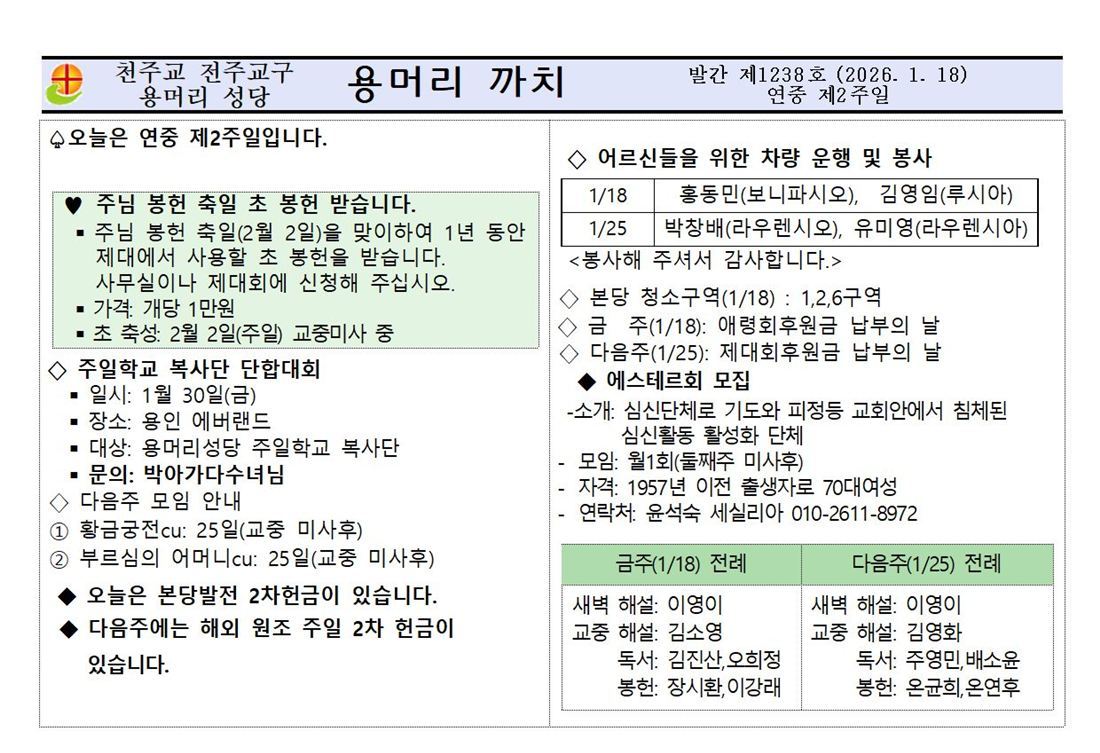 천주교 전주교구
용머리 성당
용머리 까치
발간 제1238호 (2026. 1. 18)
연중 제2주일
♤오늘은 연중 제2주일입니다.
♥ 주님 봉헌 축일 초 봉헌 받습니다.
▪ 주님 봉헌 축일(2월 2일)을 맞이하여 1년 동안
제대에서 사용할 초 봉헌을 받습니다.
사무실이나 제대회에 신청해 주십시오.
▪ 가격: 개당 1만원
▪ 초 축성: 2월 2일(주일) 교중미사 중
◇ 주일학교 복사단 단합대회
▪ 일시: 1월 30일(금)
▪ 장소: 용인 에버랜드
▪ 대상: 용머리성당 주일학교 복사단
▪ 문의: 박아가다수녀님
◇ 다음주 모임 안내
① 황금궁전cu: 25일(교중 미사후)
② 부르심의 어머니cu: 25일(교중 미사후)
◆ 오늘은 본당발전 2차헌금이 있습니다.
◆ 다음주에는 해외 원조 주일 2차 헌금이
있습니다.
◇ 어르신들을 위한 차량 운행 및 봉사
1/18 홍동민(보니파시오), 김영임(루시아)
1/25 박창배(라우렌시오), 유미영(라우렌시아)
<봉사해 주셔서 감사합니다.>
◇ 본당 청소구역(1/18) : 1,2,6구역
◇ 금 주(1/18): 애령회후원금 납부의 날
◇ 다음주(1/25): 제대회후원금 납부의 날
◆ 에스테르회 모집
-소개: 심신단체로 기도와 피정등 교회안에서 침체된
심신활동 활성화 단체
- 모임: 월1회(둘째주 미사후)
- 자격: 1957년 이전 출생자로 70대여성
- 연락처: 윤석숙 세실리아 010-2611-8972
금주(1/18) 전례 다음주(1/25) 전례
새벽 해설: 이영이 새벽 해설: 이영이
교중 해설: 김소영 교중 해설: 김영화
독서: 김진산,오희정 독서: 주영민,배소윤
봉헌: 장시환,이강래 봉헌: 온균희,온연후